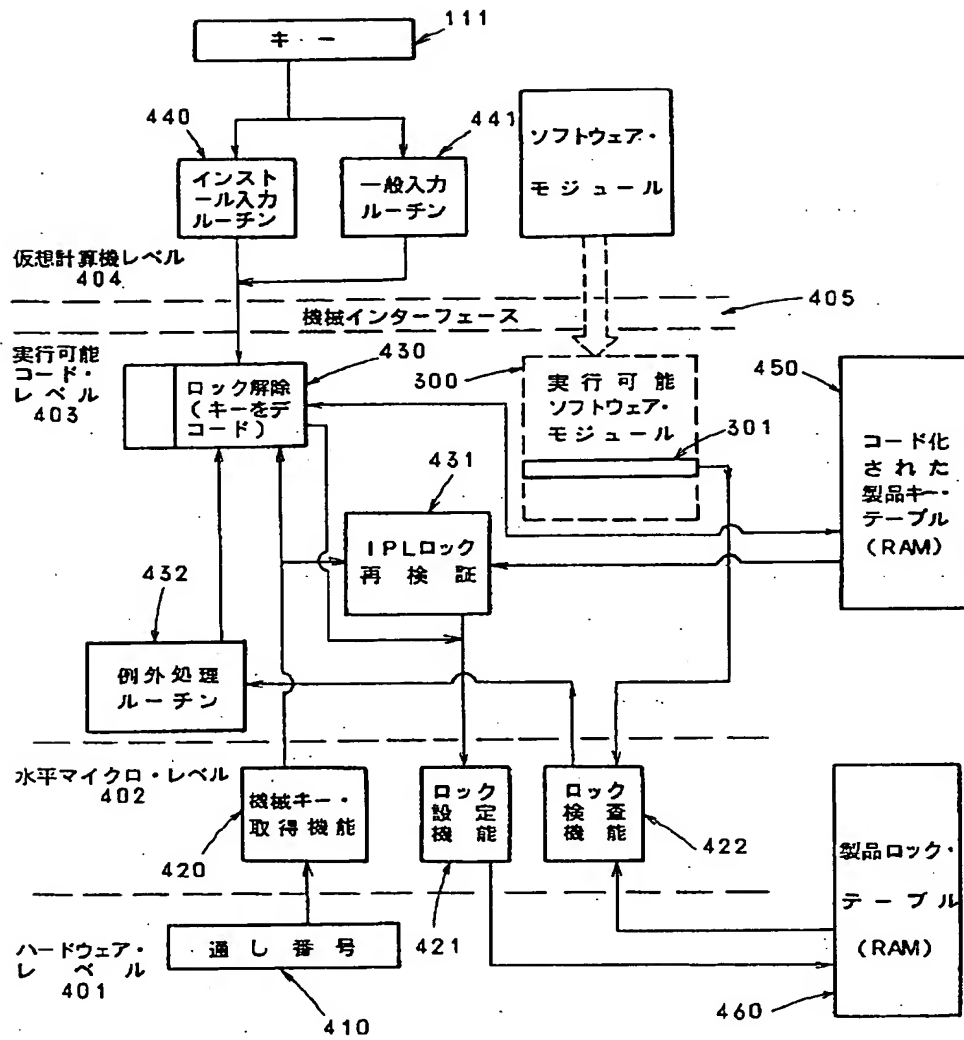 111
キー
440
441
インスト
ール入力
ルーチン
一般入力
ルーチン
ソフトウェア・
モジュール
仮想計算機レベル
404
405
機械インターフェース
実行可能
コード・
レベル
403
430
ロック解除
(キーをデ
コード)
300
実行可能
ソフトウェア・
モジュール
301
450
コード化
された
製品キー・
テーブル
(RAM)
431
IPLロック
再検証
432
例外処理
ルーチン
水平マイクロ・レベル
402
機械キー・
取得機能
420
ロック
設定
機能
421
ロック
検査
機能
422
製品ロック・
テーブル
(RAM)
460
ハードウェア・
レベル
401
通し番号
410